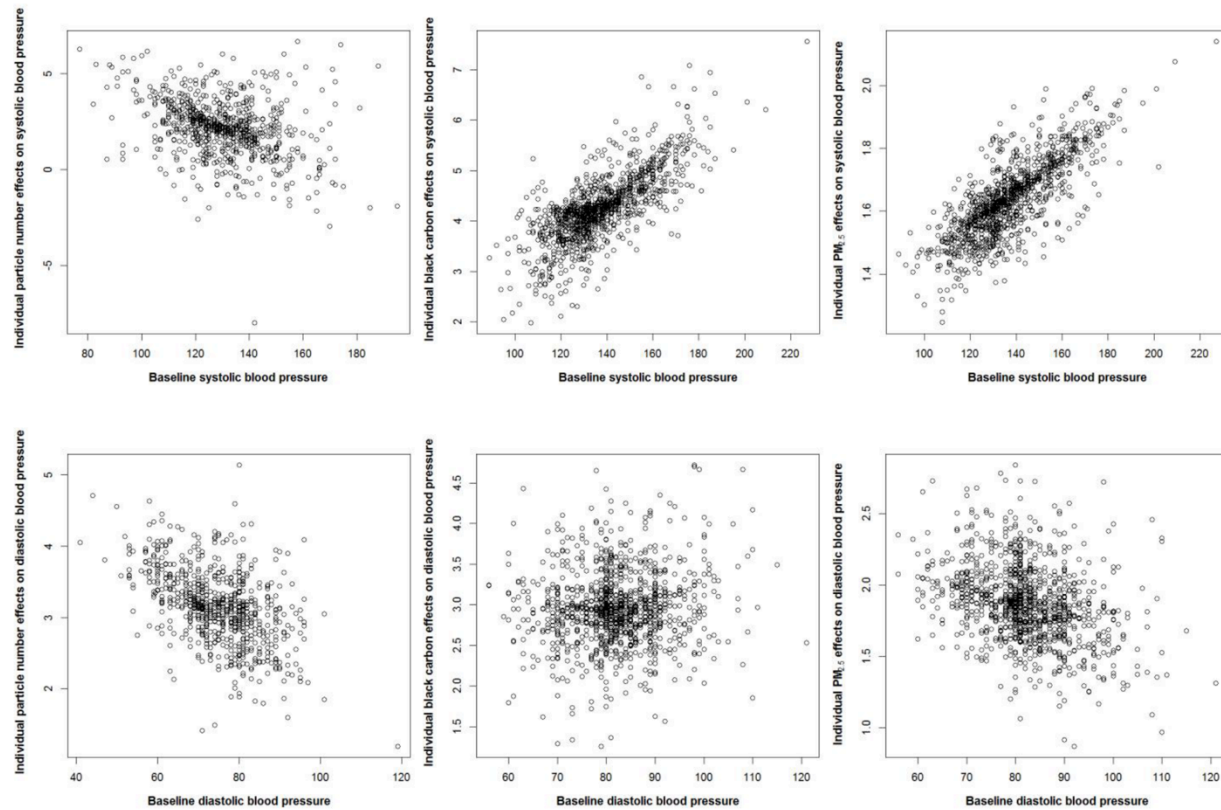 Individual particle number effects on systolic blood pressure
5
0
-5
80 100 120 140 160 180
Baseline systolic blood pressure
Individual black carbon effects on systolic blood pressure
7
6
5
4
3
2
100 120 140 160 180 200 220
Baseline systolic blood pressure
Individual PM2.5 effects on systolic blood pressure
2.0
1.8
1.6
1.4
100 120 140 160 180 200 220
Baseline systolic blood pressure
Individual particle number effects on diastolic blood pressure
5
4
3
2
40 60 80 100 120
Baseline diastolic blood pressure
Individual black carbon effects on diastolic blood pressure
4.5
4.0
3.5
3.0
2.5
2.0
1.5
60 70 80 90 100 110 120
Baseline diastolic blood pressure
Individual PM2.5 effects on diastolic blood pressure
2.5
2.0
1.5
1.0
60 70 80 90 100 110 120
Baseline diastolic blood pressure